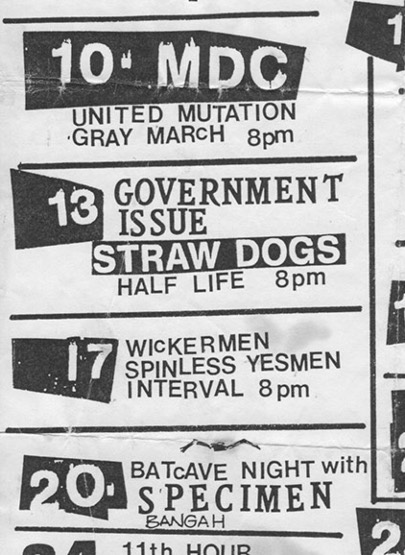 10 MDC
UNITED MUTATION
GRAY MARCH 8pm
13 GOVERNMENT
ISSUE
STRAW DOGS
HALF LIFE 8pm
17 WICKERMEN
SPINLESS YESMEN
INTERVAL 8pm
20 BATCAVE NIGHT with
SPECIMEN
BANGAH
11th HOUR